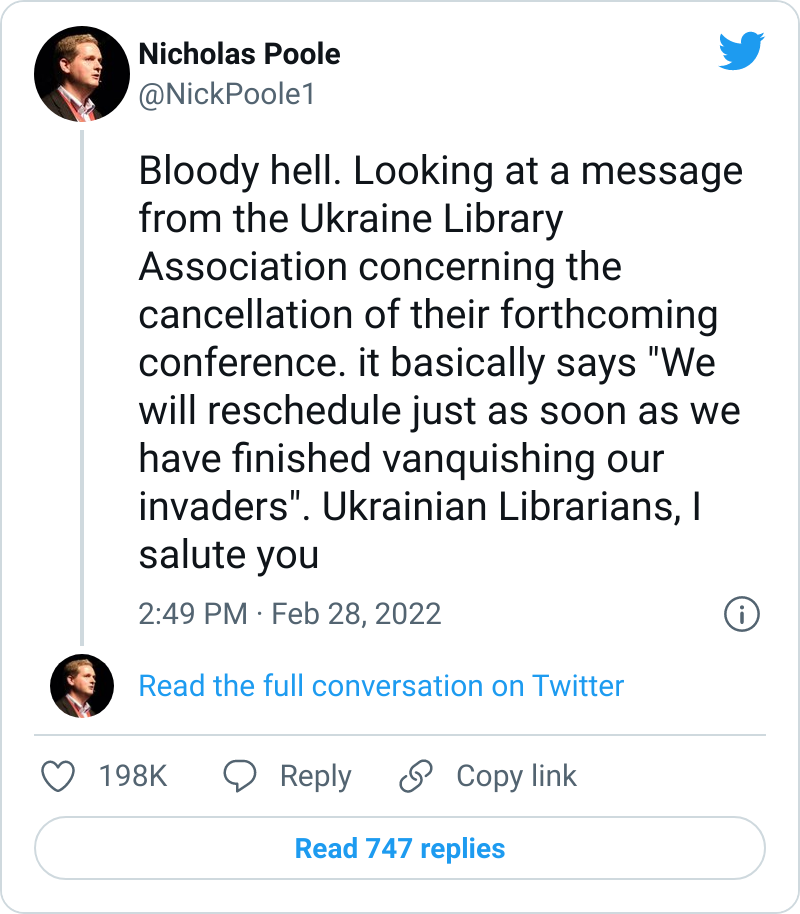 Nicholas Poole
@NickPoole1
Bloody hell. Looking at a message
from the Ukraine Library
Association concerning the
cancellation of their forthcoming
conference. it basically says "We
will reschedule just as soon as we
have finished vanquishing our
invaders". Ukrainian Librarians, I
salute you
2:49 PM · Feb 28, 2022
Read the full conversation on Twitter
198K Reply Copy link
Read 747 replies